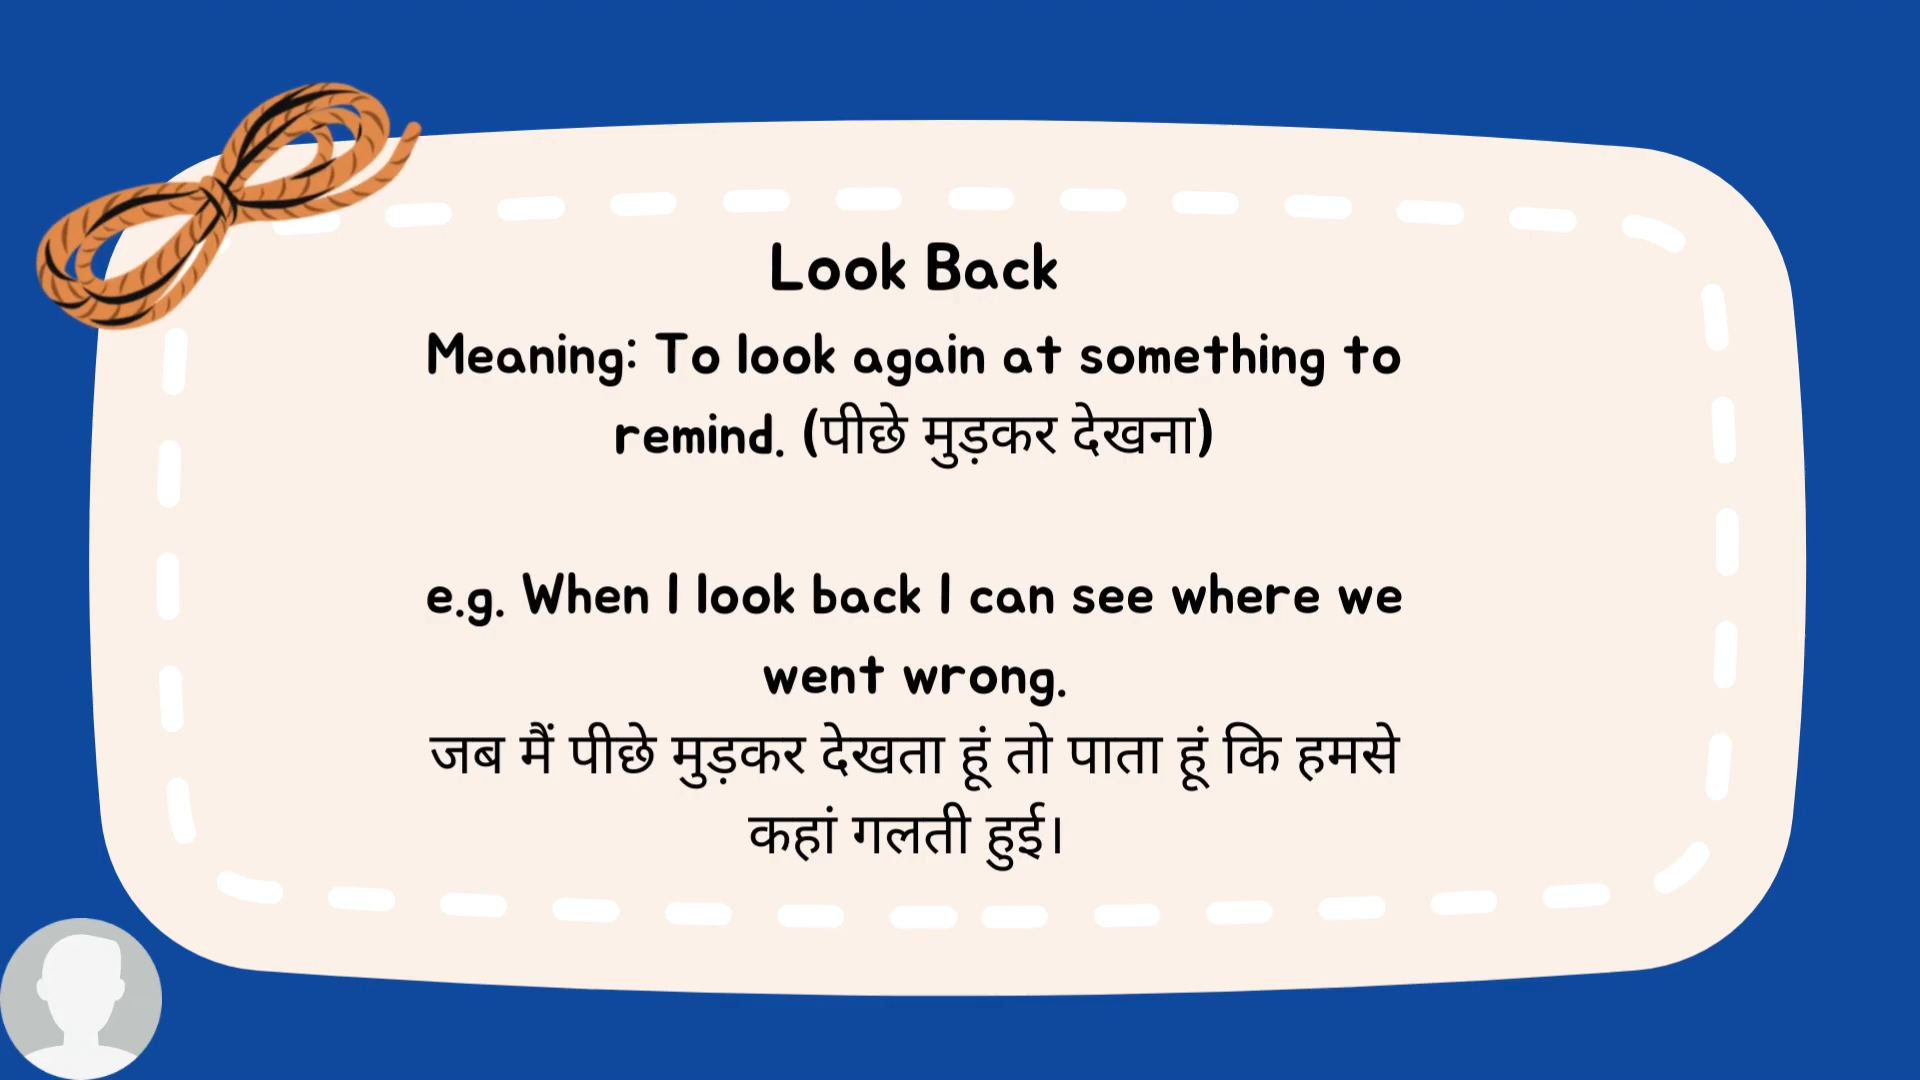 Look Back
Meaning: To look again at something to
remind. (पीछे मुड़कर देखना)
e.g. When I look back I can see where we
went wrong.
जब मैं पीछे मुड़कर देखता हूं तो पाता हूं कि हमसे
कहां गलती हुई।